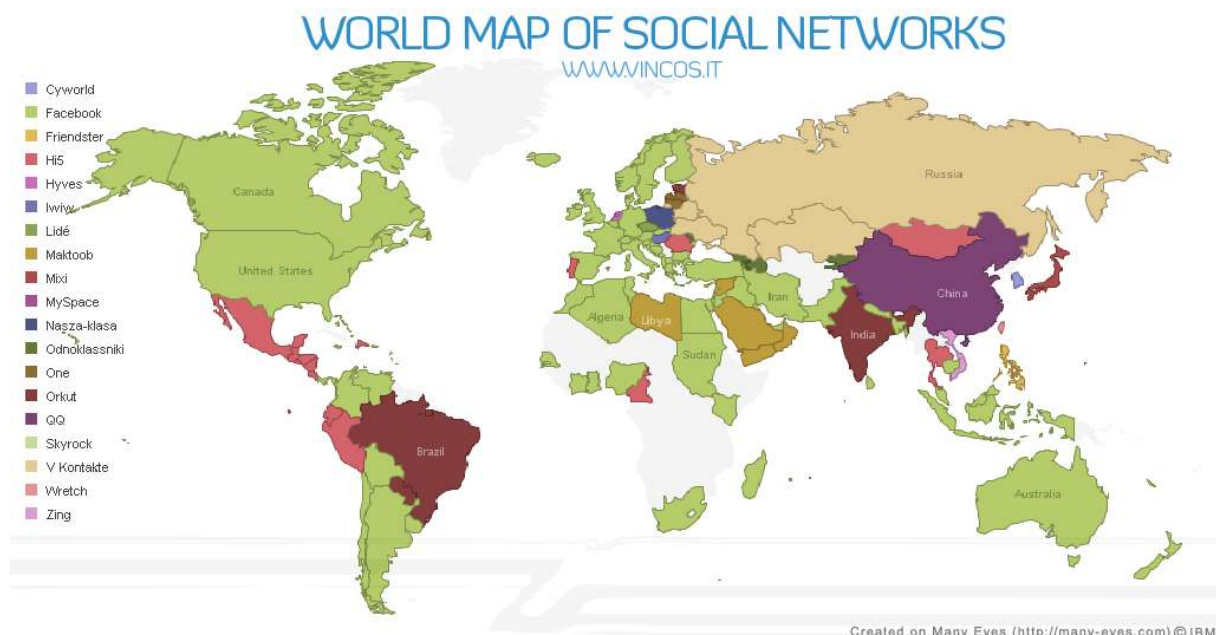 WORLD MAP OF SOCIAL NETWORKS
WWW.VINCOS.IT
Cyworld
Facebook
Friendster
Hi5
Hyves
Iwiw
Lidé
Maktoob
Mixi
MySpace
Nasza-klasa
Odnoklassniki
One
Orkut
QQ
Skyrock
V Kontakte
Wretch
Zing
Canada
United States
Brazil
Algeria
Libya
Sudan
Iran
Russia
China
India
Australia
Created on Many Eyes (http://many-eyes.com) © IBM